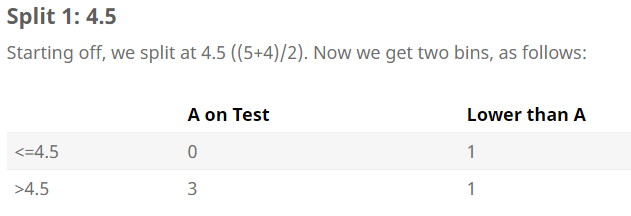 Split 1: 4.5
Starting off, we split at 4.5 ((5+4)/2). Now we get two bins, as follows:
A on Test Lower than A
<=4.5 0 1
>4.5 3 1